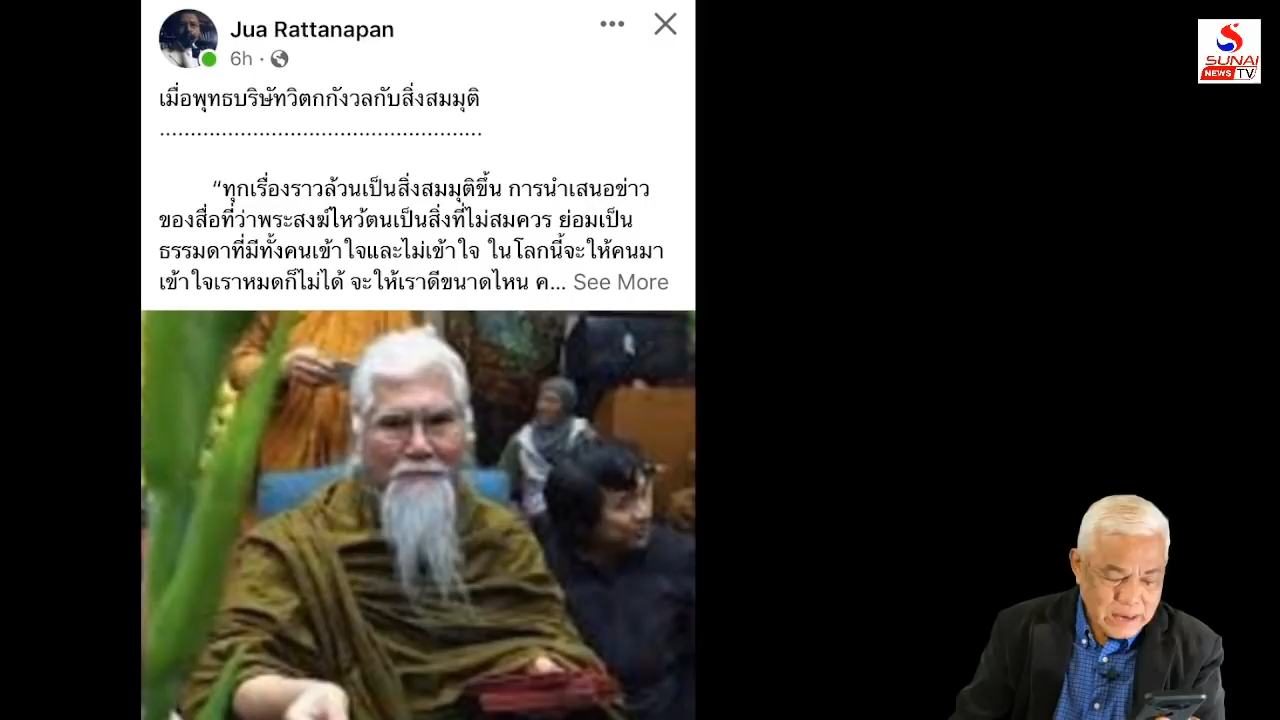 Jua Rattanapan
6h ·
เมื่อพุทธบริษัทวิตกกังวลกับสิ่งสมมุติ
.....................................................
“ทุกเรื่องราวล้วนเป็นสิ่งสมมุติขึ้น การนำเสนอข่าว
ของสื่อที่ว่าพระสงฆ์ไหว้ตนเป็นสิ่งที่ไม่สมควร ย่อมเป็น
ธรรมดาที่มีทั้งคนเข้าใจและไม่เข้าใจ ในโลกนี้จะให้คนมา
เข้าใจเราหมดก็ไม่ได้ จะให้เราดีขนาดไหน ค... See More
SUNAI
NEWS TV